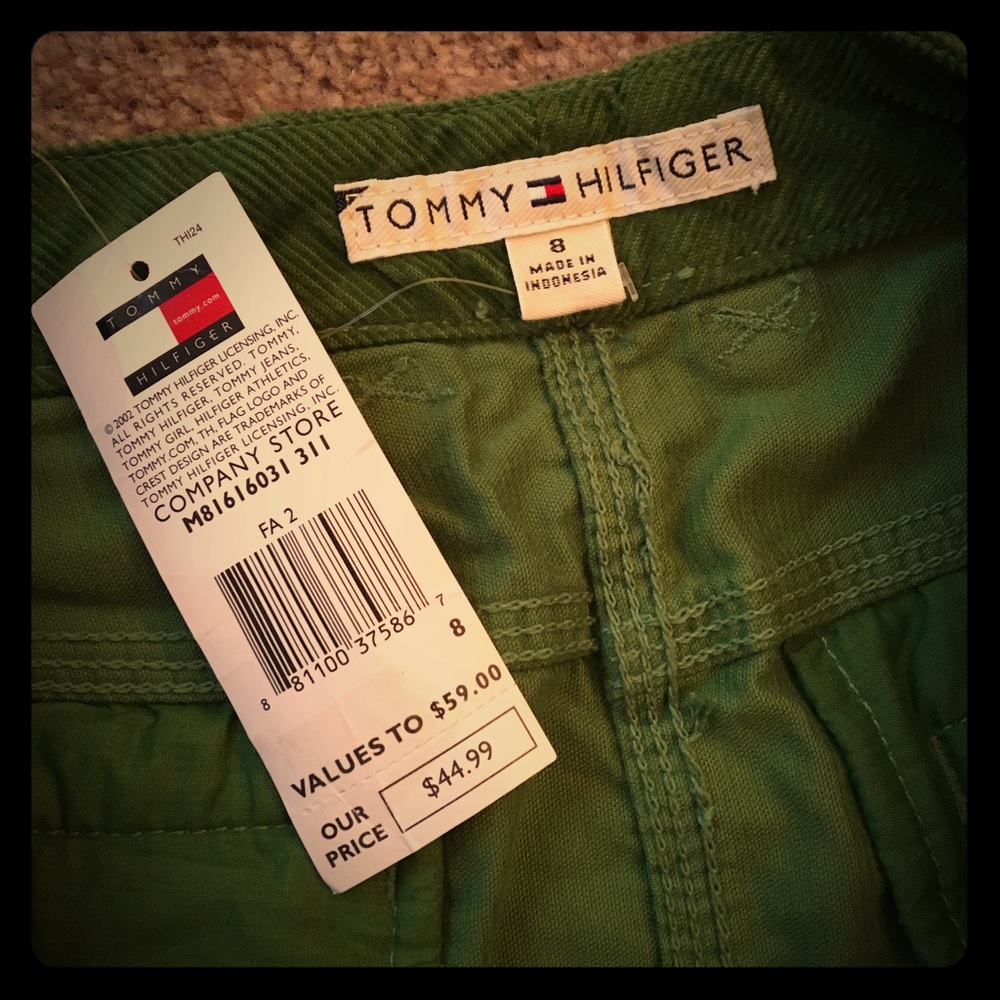 TOMMY HILFIGER
8
MADE IN
INDONESIA
THI24
TOMMY
tommy.com
HILFIGER
©2002 TOMMY HILFIGER LICENSING, INC.
ALL RIGHTS RESERVED. TOMMY,
TOMMY HILFIGER, TOMMY JEANS,
TOMMY GIRL, HILFIGER ATHLETICS,
TOMMY.COM, TH, FLAG LOGO AND
CREST DESIGN ARE TRADEMARKS OF
TOMMY HILFIGER LICENSING, INC.
COMPANY STORE
M81616031 311
FA 2
8 81100 37586 7
8
VALUES TO $59.00
OUR
PRICE
$44.99